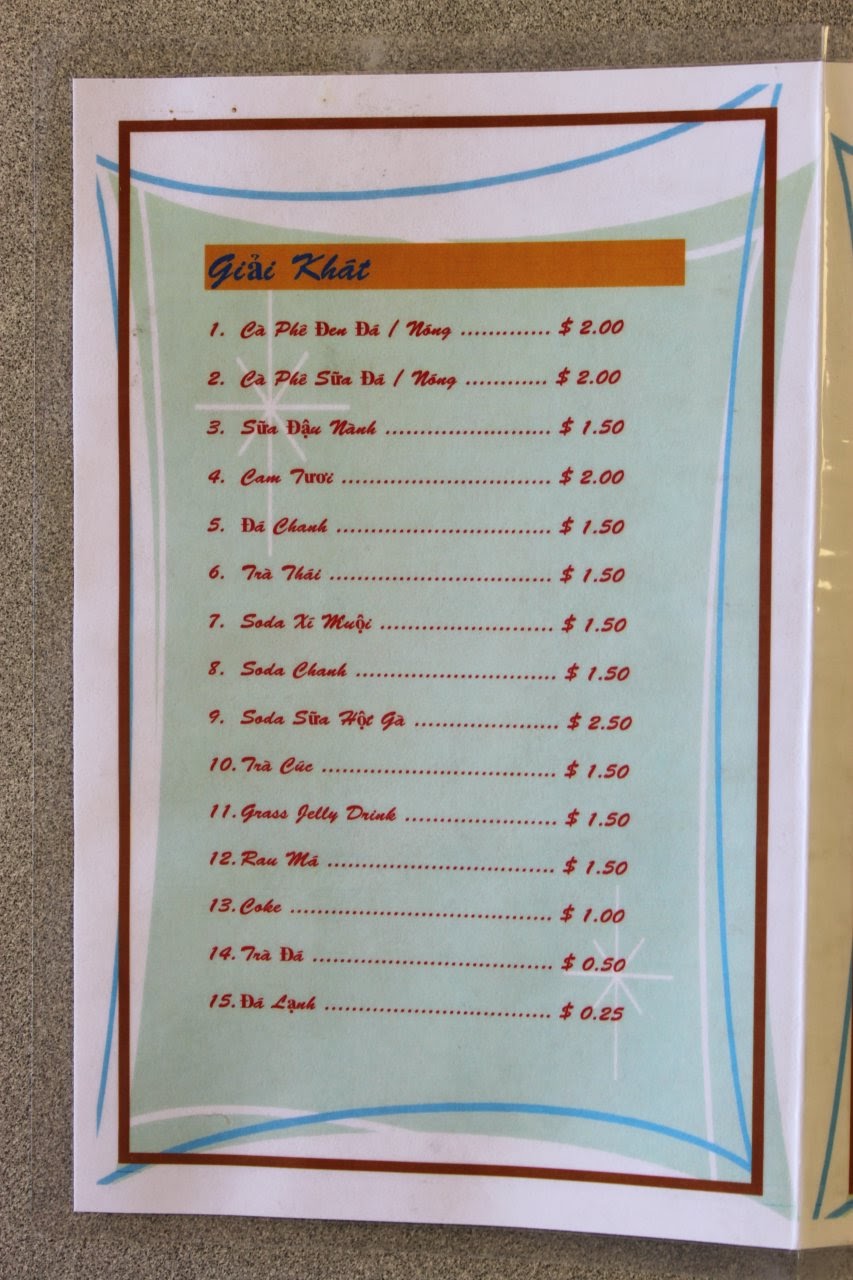 Giải Khát
1. Cà Phê Đen Đá / Nóng ............. $ 2.00
2. Cà Phê Sữa Đá / Nóng ............ $ 2.00
3. Sữa Đậu Nành ........................ $ 1.50
4. Cam Tươi .............................. $ 2.00
5. Đá Chanh ............................... $ 1.50
6. Trà Thái ................................ $ 1.50
7. Soda Xí Muội ......................... $ 1.50
8. Soda Chanh ............................. $ 1.50
9. Soda Sữa Hột Gà ..................... $ 2.50
10. Trà Cúc .................................. $ 1.50
11. Grass Jelly Drink ...................... $ 1.50
12. Rau Má ................................. $ 1.50
13. Coke ...................................... $ 1.00
14. Trà Đá ................................... $ 0.50
15. Đá Lạnh ................................. $ 0.25